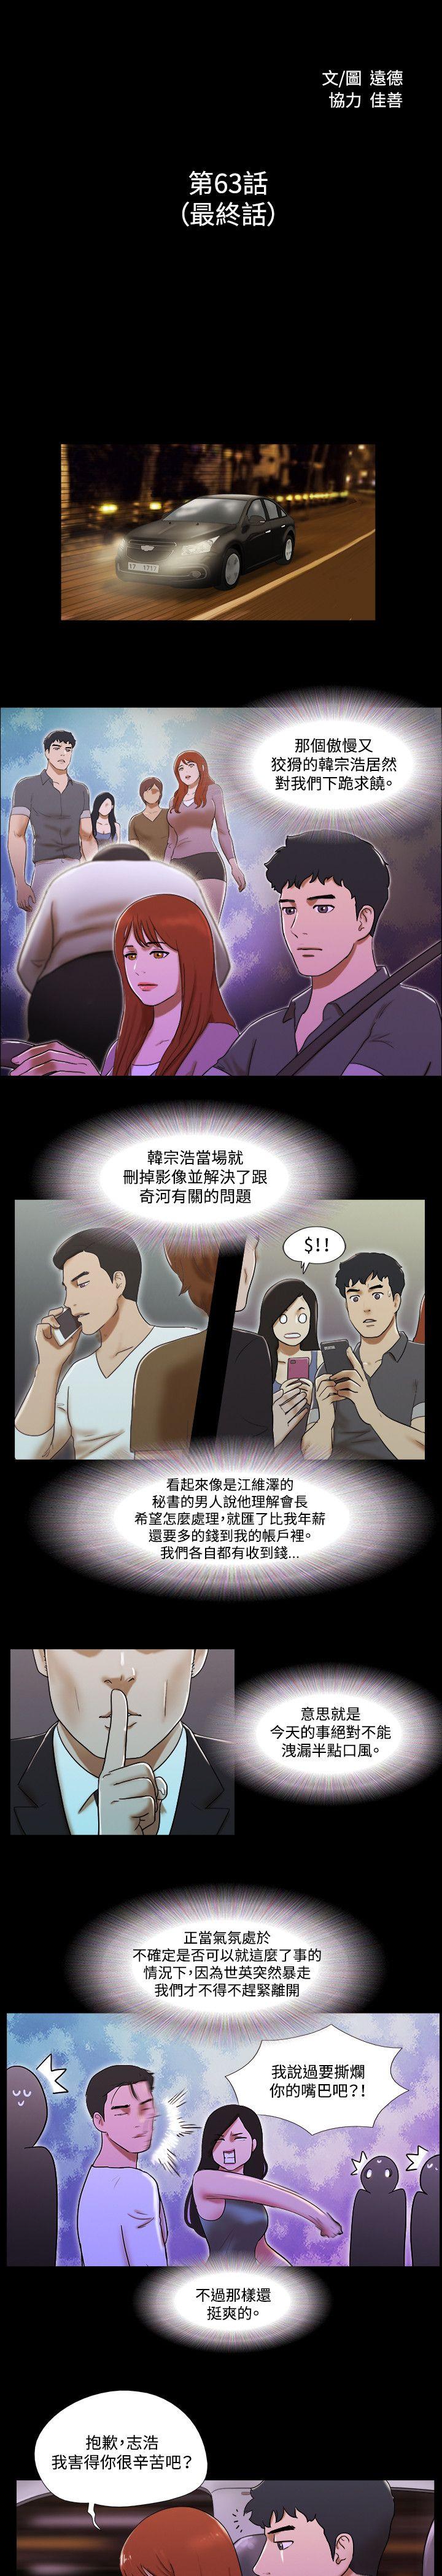 文/圖 遠德
協力 佳善
第63話
(最終話)
17 1717
那個傲慢又
狡猾的韓宗浩居然
對我們下跪求饒。
韓宗浩當場就
刪掉影像並解決了跟
奇河有關的問題
$!!
看起來像是江維澤的
秘書的男人說他理解會長
希望怎麼處理,就匯了比我年薪
還要多的錢到我的帳戶裡。
我們各自都有收到錢...
意思就是
今天的事絕對不能
洩漏半點口風。
正當氣氛處於
不確定是否可以就這麼了事的
情況下,因為世英突然暴走
我們才不得不趕緊離開
我說過要撕爛
你的嘴巴吧?!
不過那樣還
挺爽的。
抱歉,志浩
我害得你很辛苦吧?